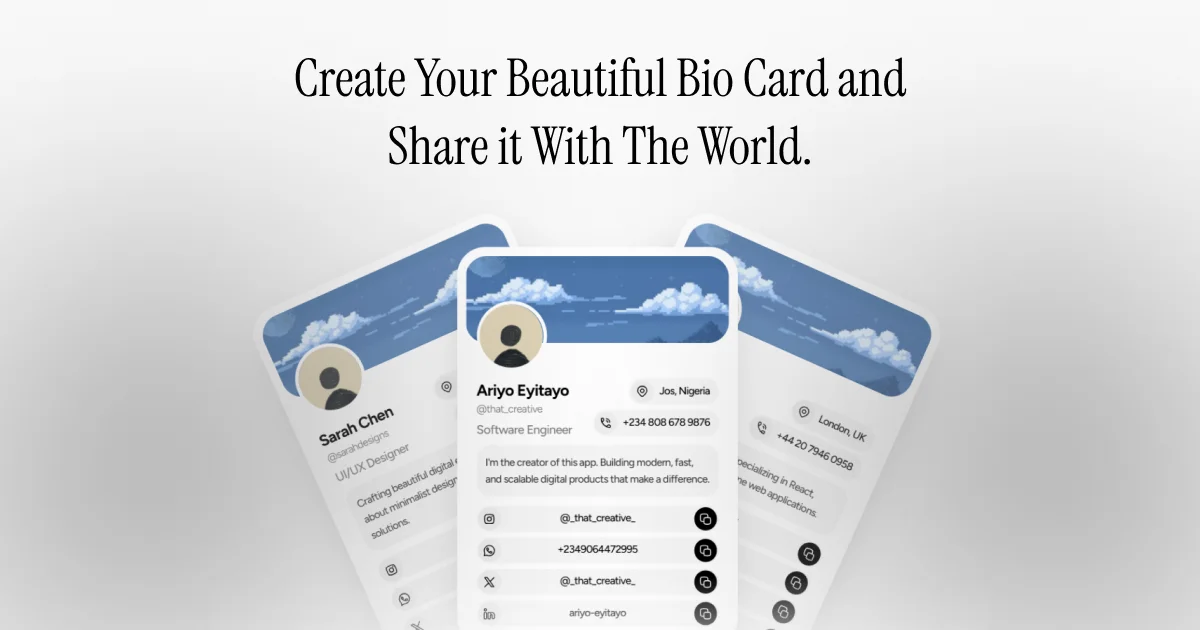 Create Your Beautiful Bio Card and
Share it With The World.
Sarah Chen
@sarahdesigns
UI/UX Designer
Crafting beautiful digital
about minimalist
solutions.
Ariyo Eyitayo
@that_creative
Software Engineer
Jos, Nigeria
+234 808 678 9876
I'm the creator of this app. Building modern, fast,
and scalable digital products that make a difference.
@_that_creative_
+2349064472995
@_that_creative_
ariyo-eyitayo
London, UK
+44 20 7946 0958
in React,
web applications.